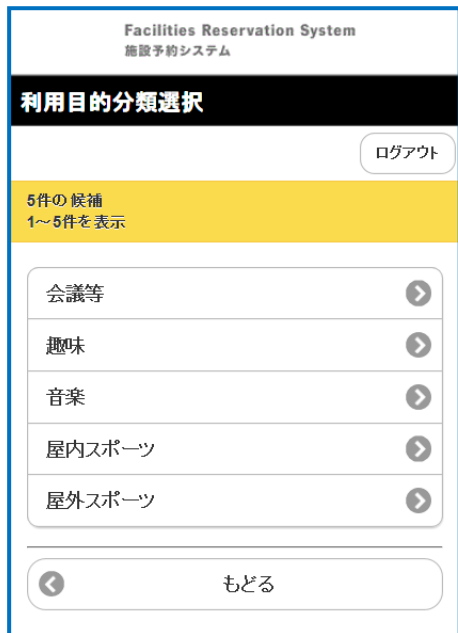 Facilities Reservation System
施設予約システム
利用目的分類選択
ログアウト
5件の候補
1～5件を表示
会議等
趣味
音楽
屋内スポーツ
屋外スポーツ
もどる